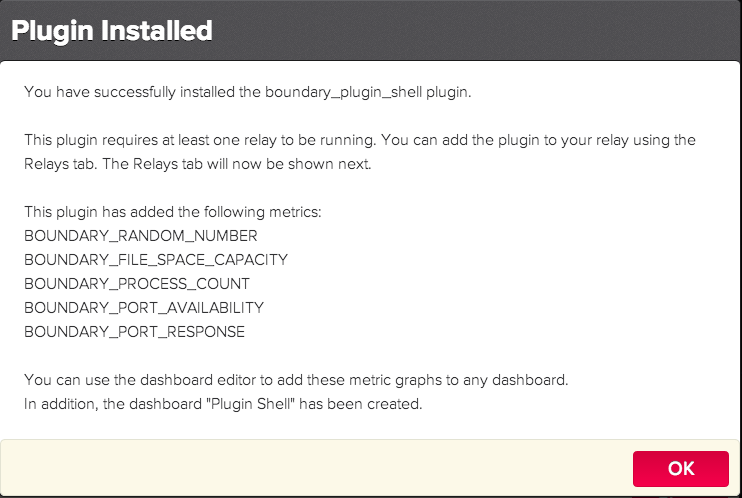 Plugin Installed
You have successfully installed the boundary_plugin_shell plugin.
This plugin requires at least one relay to be running. You can add the plugin to your relay using the
Relays tab. The Relays tab will now be shown next.
This plugin has added the following metrics:
BOUNDARY_RANDOM_NUMBER
BOUNDARY_FILE_SPACE_CAPACITY
BOUNDARY_PROCESS_COUNT
BOUNDARY_PORT_AVAILABILITY
BOUNDARY_PORT_RESPONSE
You can use the dashboard editor to add these metric graphs to any dashboard.
In addition, the dashboard "Plugin Shell" has been created.
OK